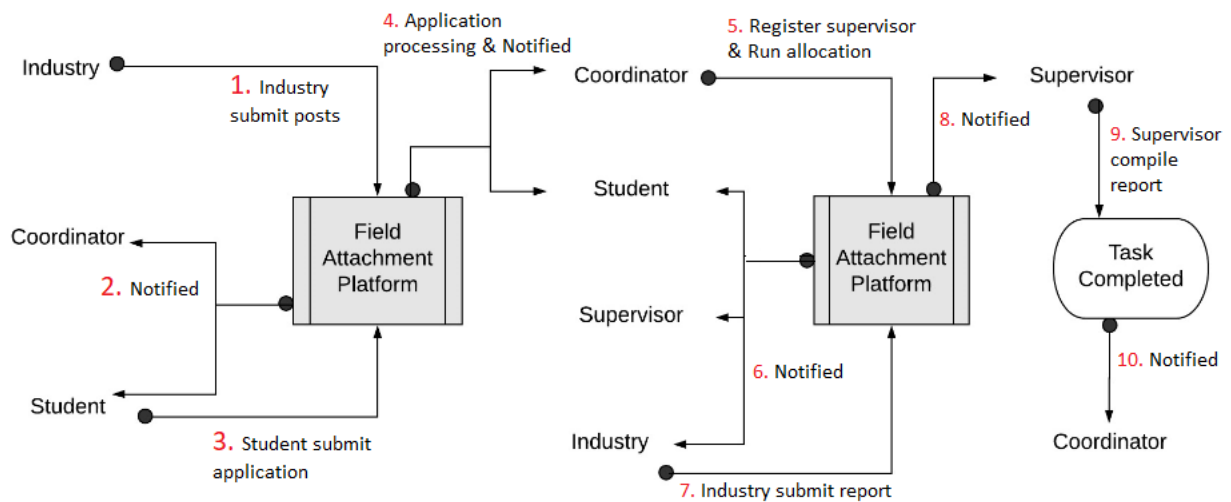 4. Application
processing & Notified
5. Register supervisor
& Run allocation
Industry
Coordinator
Supervisor
1. Industry
submit posts
8. Notified
9. Supervisor
compile
report
Student
Field
Attachment
Platform
Field
Attachment
Platform
Coordinator
Task
Completed
2. Notified
Supervisor
6. Notified
10. Notified
Student
3. Student submit
application
Industry
Coordinator
7. Industry submit report